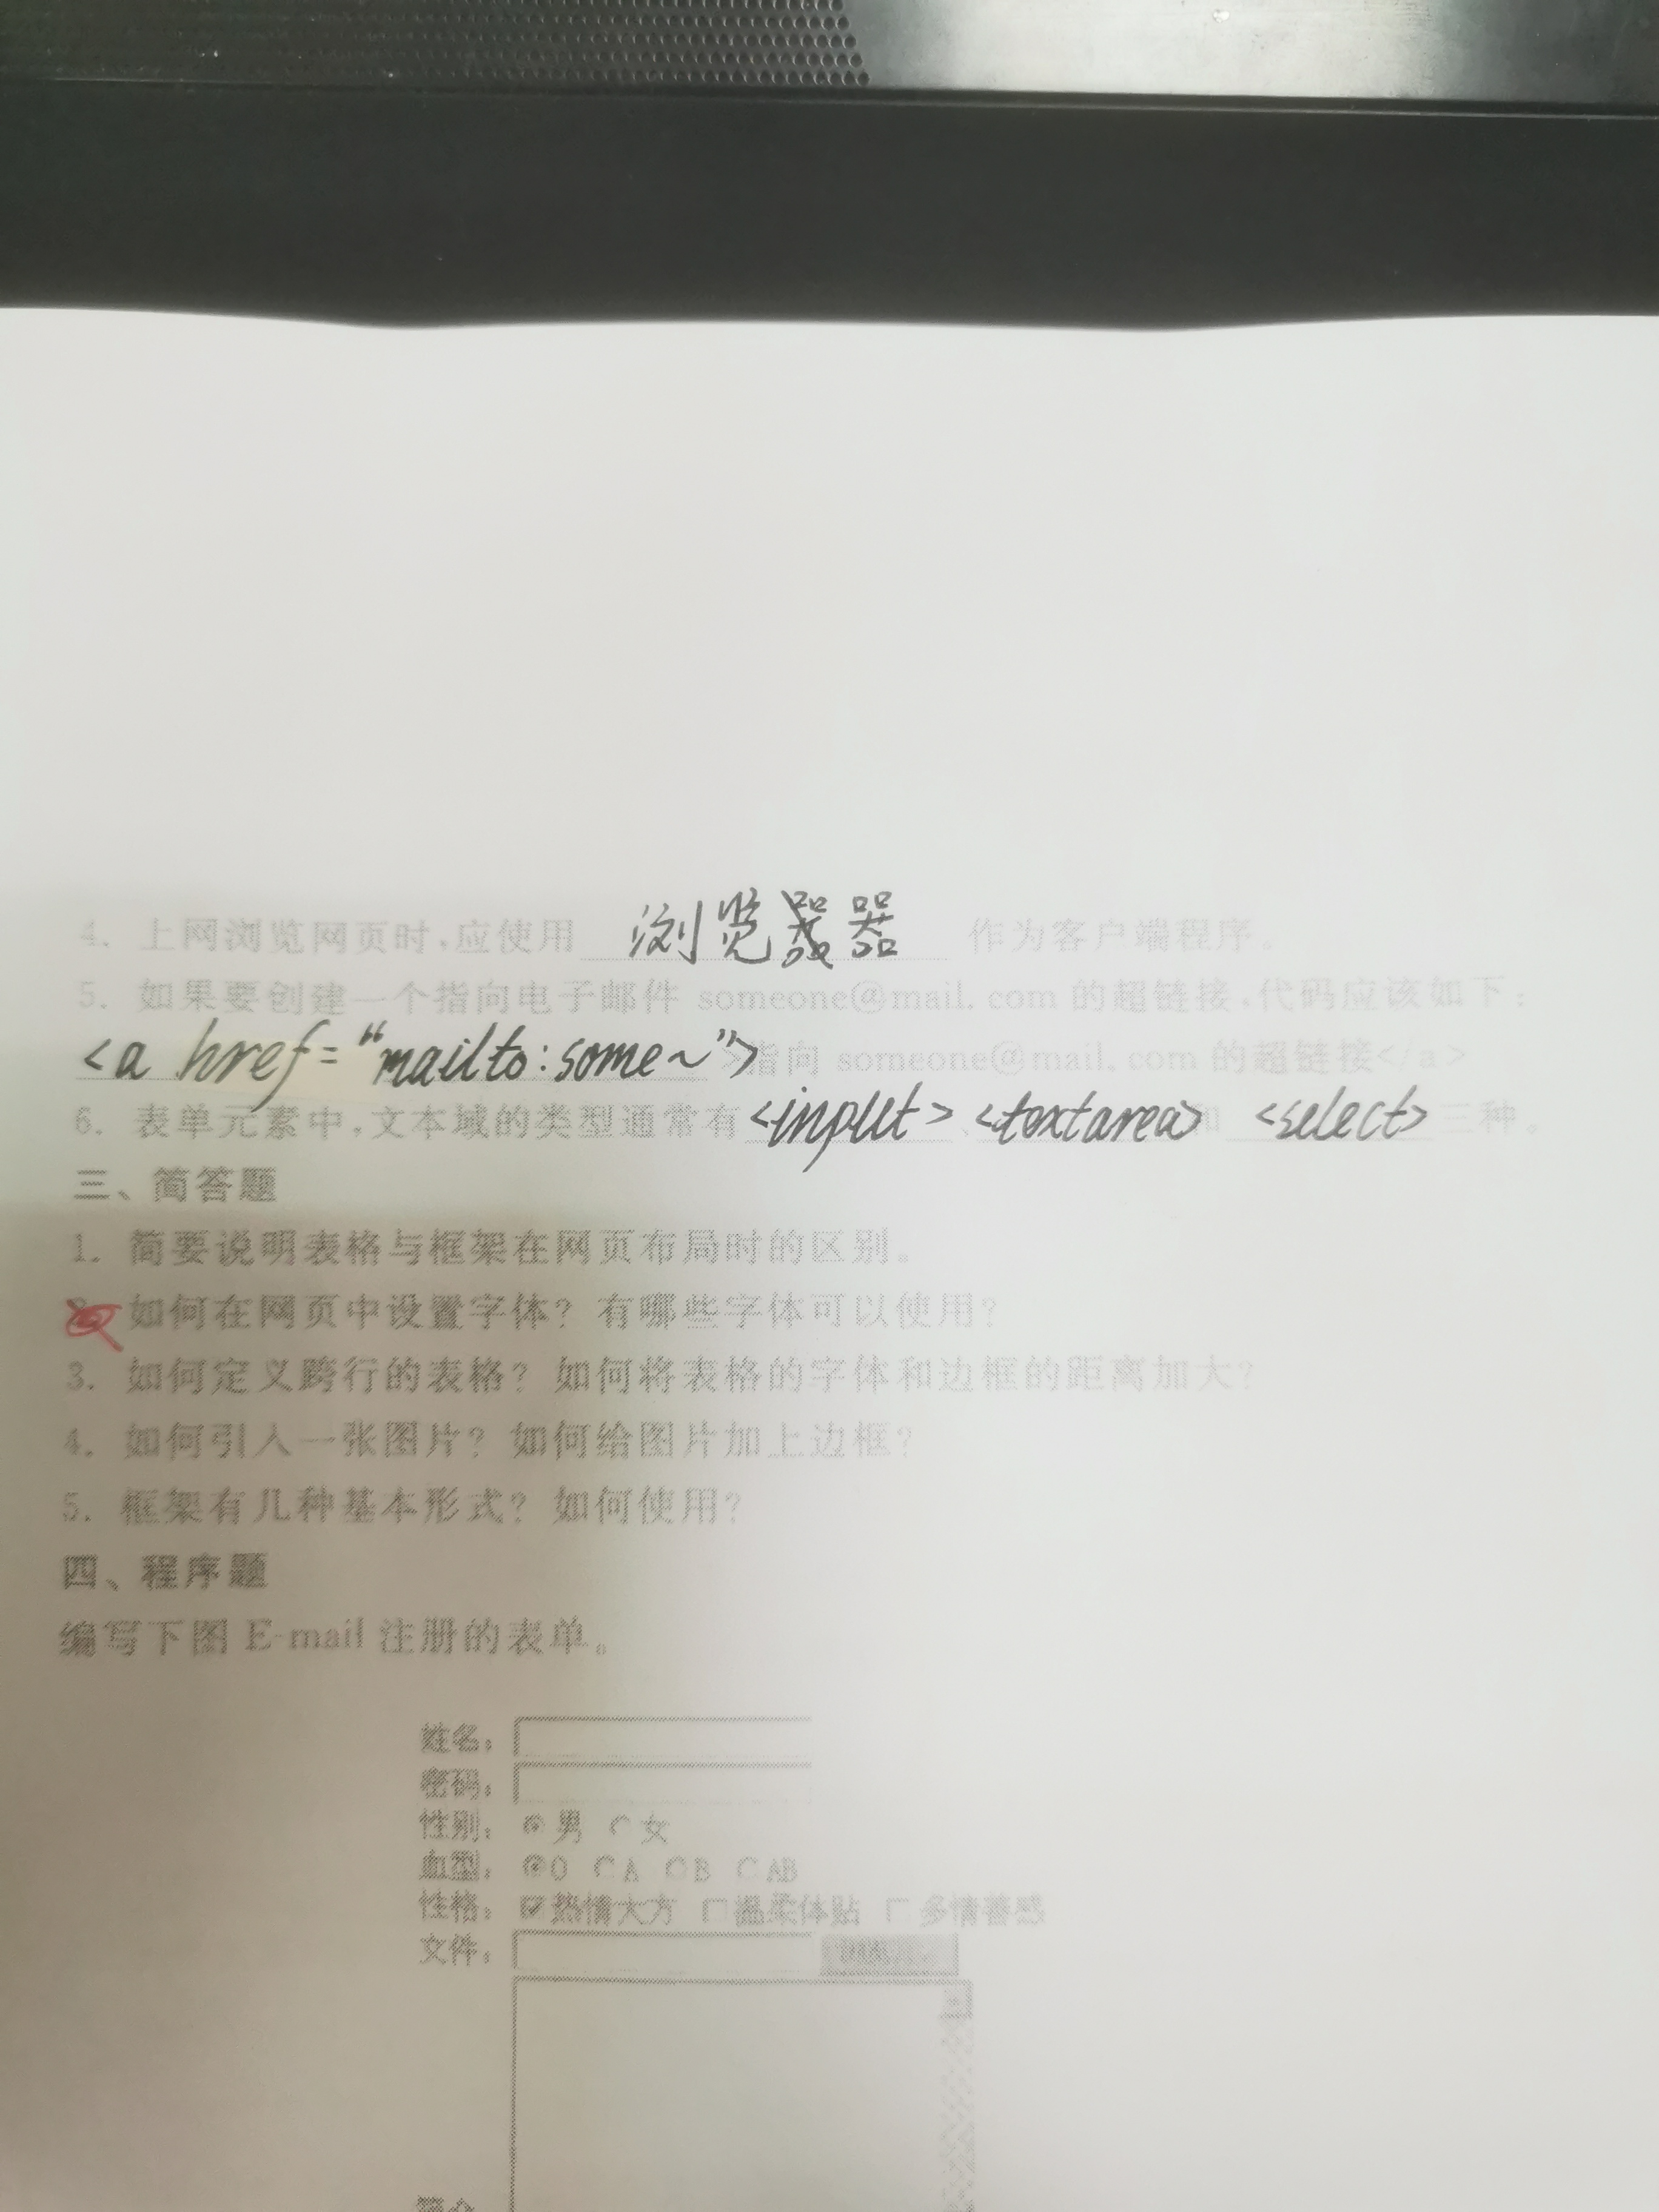 4. 上网浏览网页时,应使用 浏览器 作为客户端程序。
5. 如果要创建一个指向电子邮件 someone@mail.com 的超链接,代码应该如下:
<a href="mailto:some~">指向 someone@mail.com 的超链接</a>
6. 表单元素中,文本域的类型通常有 <input> 、 <textarea> 和 <select> 三种。
三、简答题
1. 简要说明表格与框架在网页布局时的区别。
如何在网页中设置字体? 有哪些字体可以使用?
3. 如何定义跨行的表格? 如何将表格的字体和边框的距离加大?
4. 如何引入一张图片? 如何给图片加上边框?
5. 框架有几种基本形式? 如何使用?
四、程序题
编写下图 E-mail 注册的表单。
姓名:
密码:
性别: 男 女
血型: O A B AB
性格: 热情大方 温柔体贴 多情善感
文件: